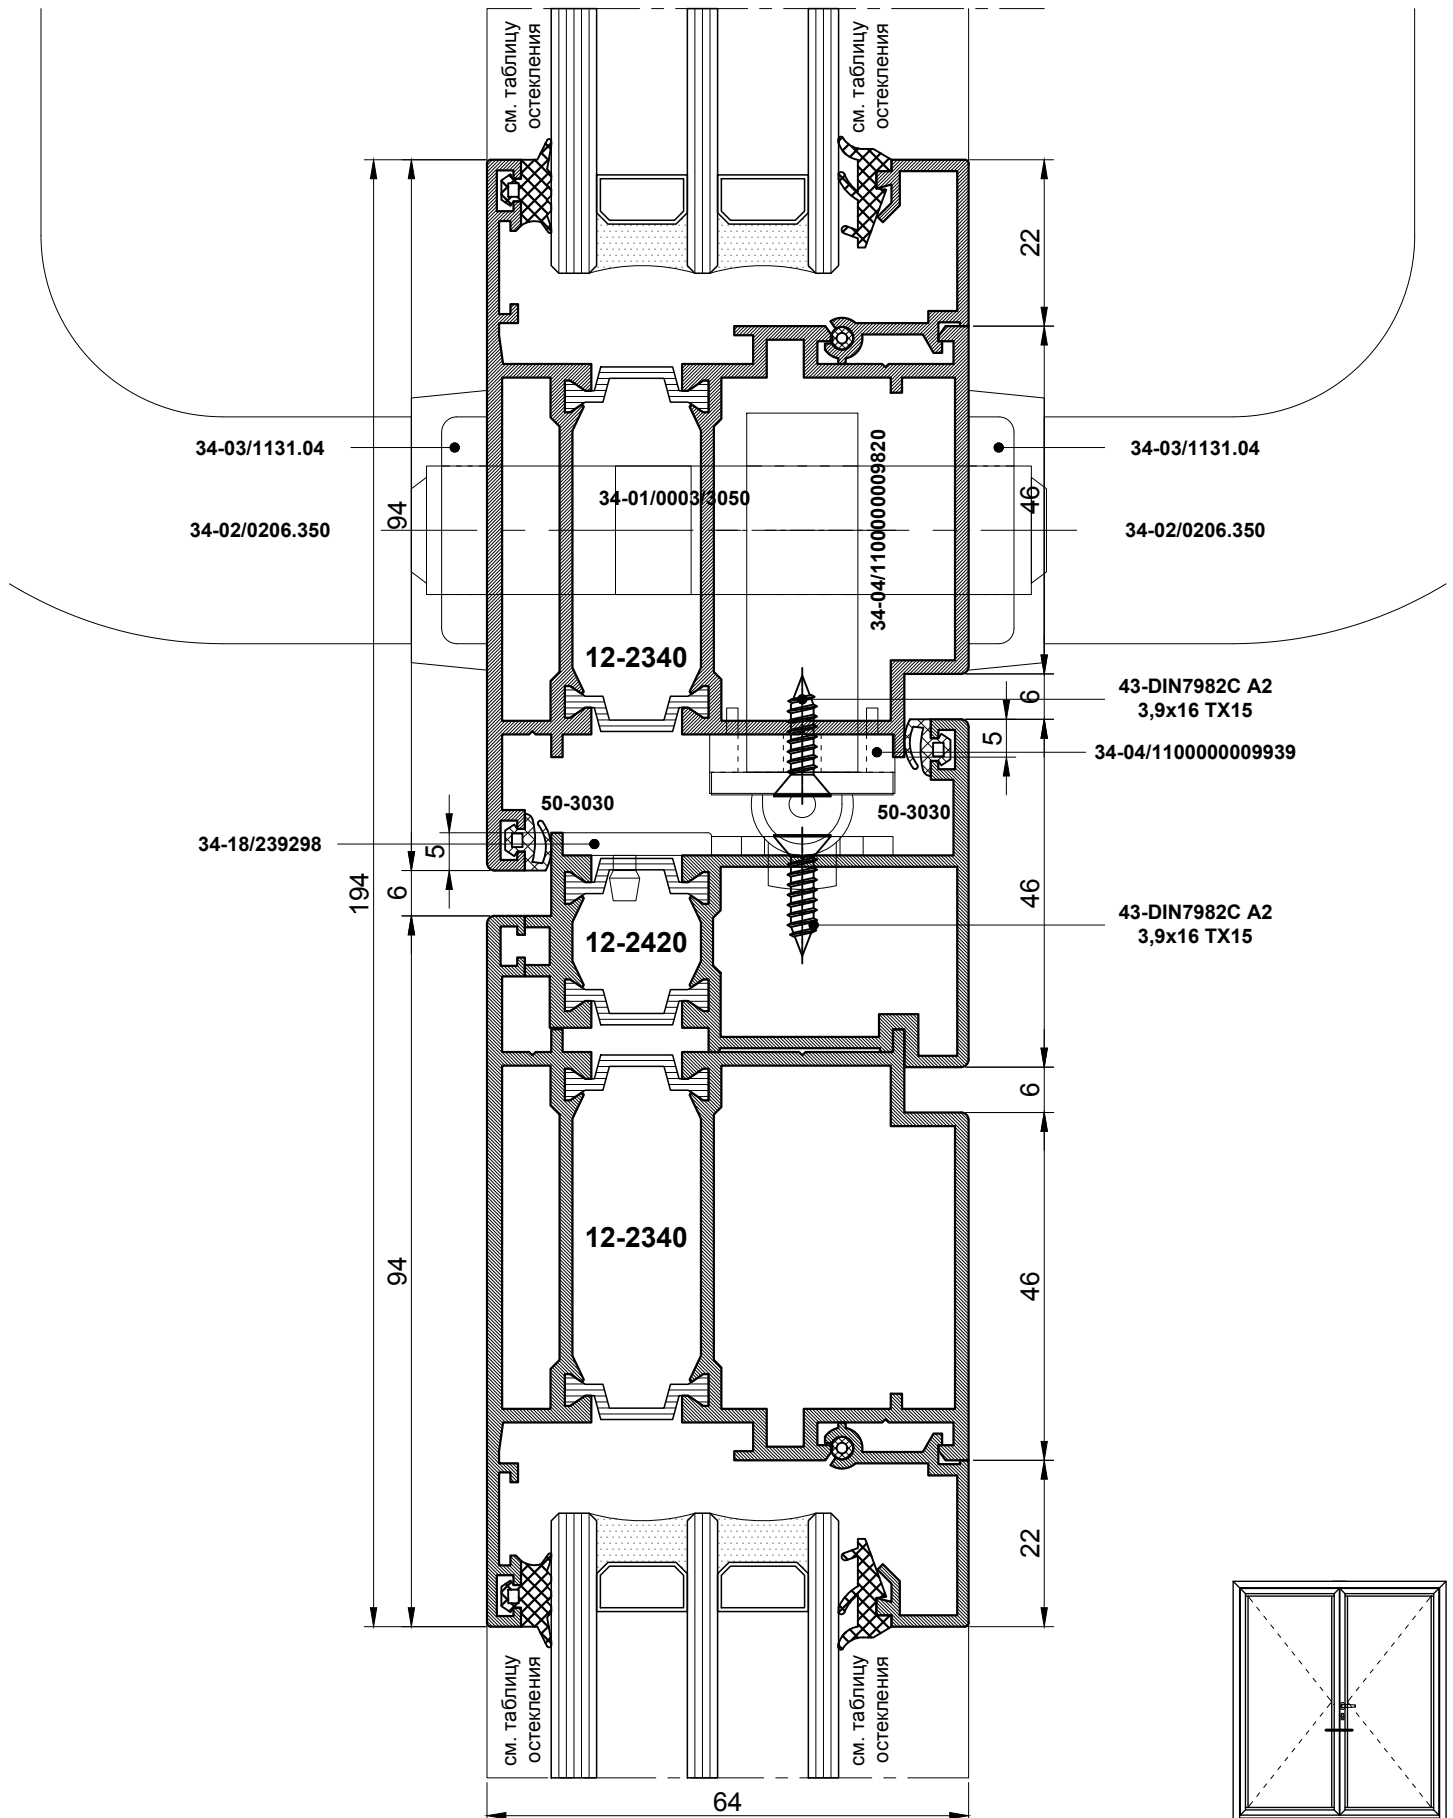 см. таблицу
остекления
см. таблицу
остекления
22
34-03/1131.04
34-03/1131.04
34-04/1100000009820
34-01/0003/3050
94
46
34-02/0206.350
34-02/0206.350
12-2340
43-DIN7982C A2
3,9x16 TX15
6
5
34-04/1100000009939
50-3030
50-3030
34-18/239298
5
194
6
46
43-DIN7982C A2
3,9x16 TX15
12-2420
6
12-2340
94
46
22
см. таблицу
остекления
см. таблицу
остекления
64